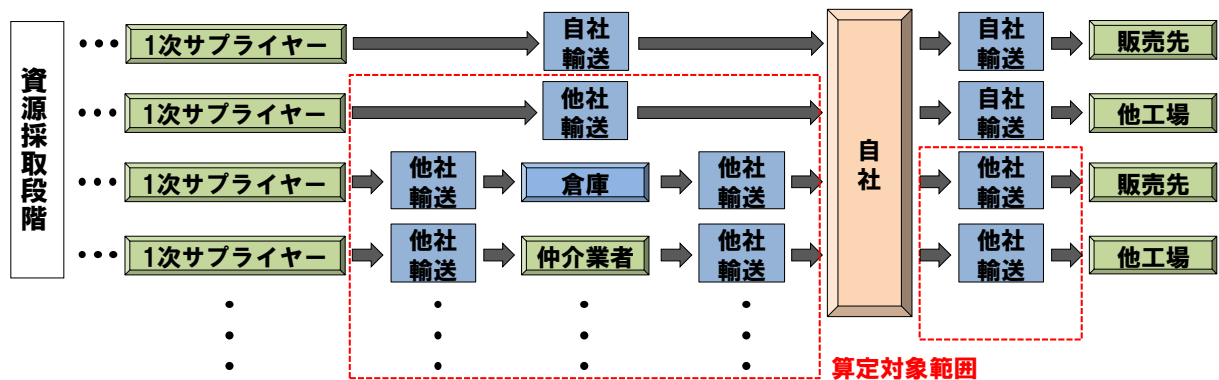 資源採取段階
・・・
1次サプライヤー
自社
輸送
自社
輸送
販売先
・・・
1次サプライヤー
他社
輸送
自社
輸送
他工場
・・・
1次サプライヤー
他社
輸送
倉庫
他社
輸送
自社
他社
輸送
販売先
・・・
1次サプライヤー
他社
輸送
仲介業者
他社
輸送
他社
輸送
他工場
算定対象範囲